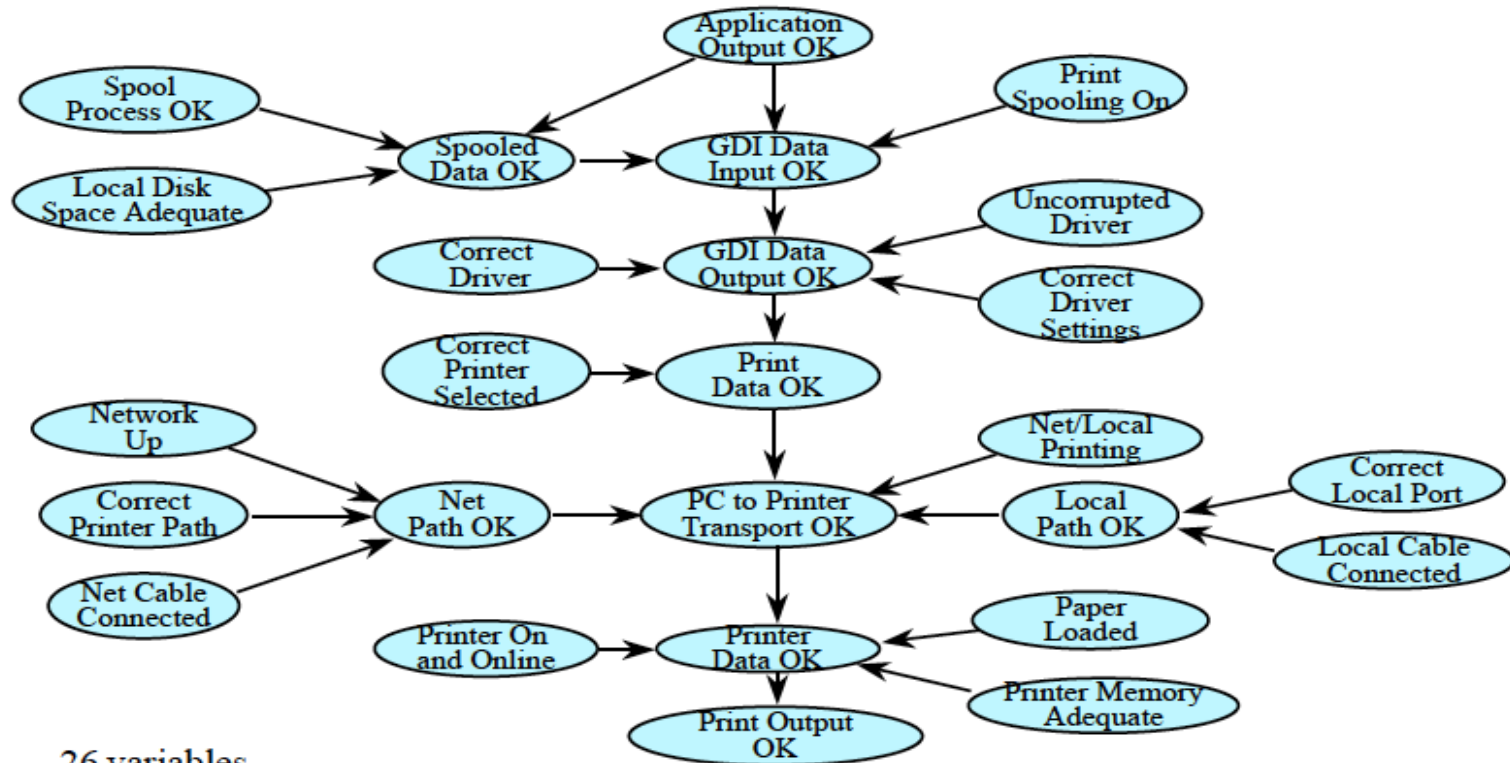 Application
Output OK
Spool
Process OK
Print
Spooling On
Spooled
Data OK
GDI Data
Input OK
Local Disk
Space Adequate
Uncorrupted
Driver
Correct
Driver
GDI Data
Output OK
Correct
Driver
Settings
Correct
Printer
Selected
Print
Data OK
Network
Up
Net/Local
Printing
Correct
Local Port
Correct
Printer Path
Net
Path OK
PC to Printer
Transport OK
Local
Path OK
Local Cable
Connected
Net Cable
Connected
Paper
Loaded
Printer On
and Online
Printer
Data OK
Printer Memory
Adequate
Print Output
OK
26 variables